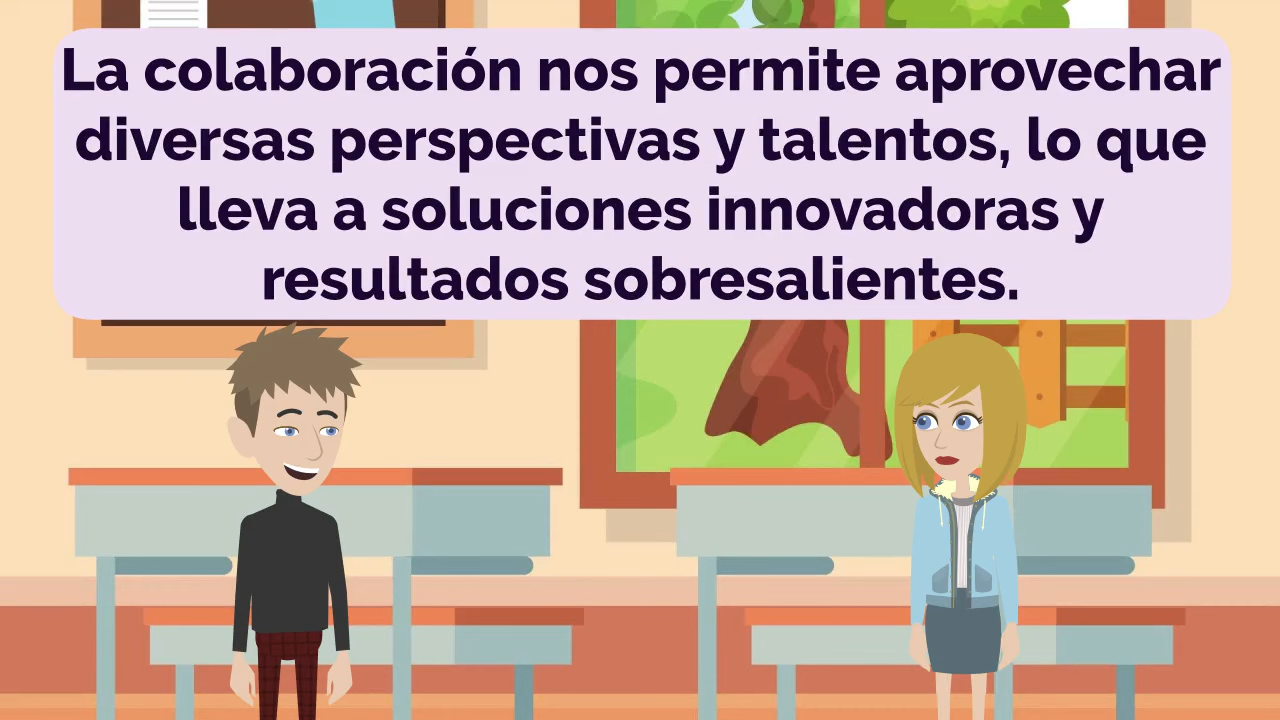 La colaboración nos permite aprovechar
diversas perspectivas y talentos, lo que
lleva a soluciones innovadoras y
resultados sobresalientes.